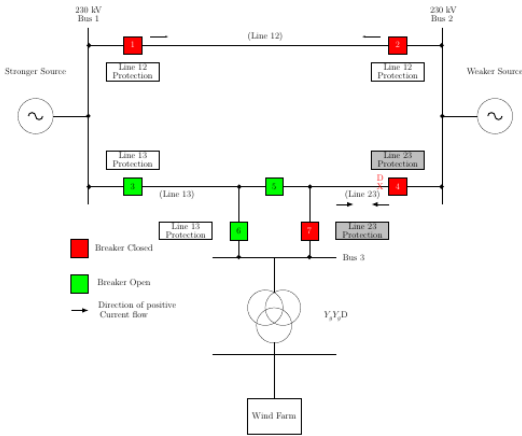 230 kV
Bus 1
230 kV
Bus 2
1
(Line 12)
2
Line 12
Protection
Line 12
Protection
Stronger Source
Weaker Source
Line 13
Protection
Line 23
Protection
3
(Line 13)
5
(Line 23)
D
X
4
Line 13
Protection
6
7
Line 23
Protection
Breaker Closed
Bus 3
Breaker Open
Direction of positive
Current flow
YgYgD
Wind Farm